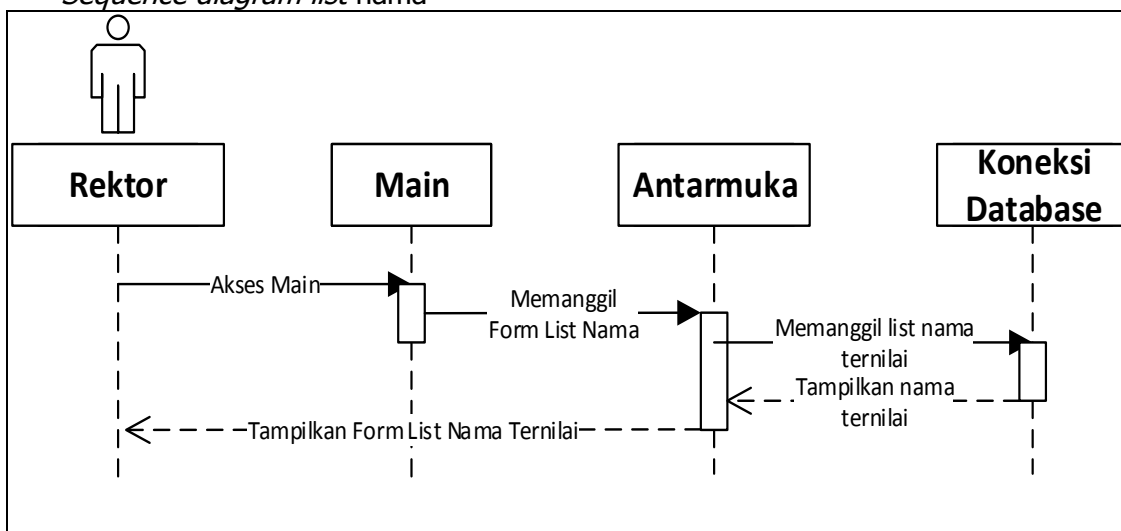 Sequence diagram list nama
Rektor
Main
Antarmuka
Koneksi
Database
Akses Main
Memanggil
Form List Nama
Memanggil list nama
ternilai
Tampilkan nama
ternilai
Tampilkan Form List Nama Ternilai